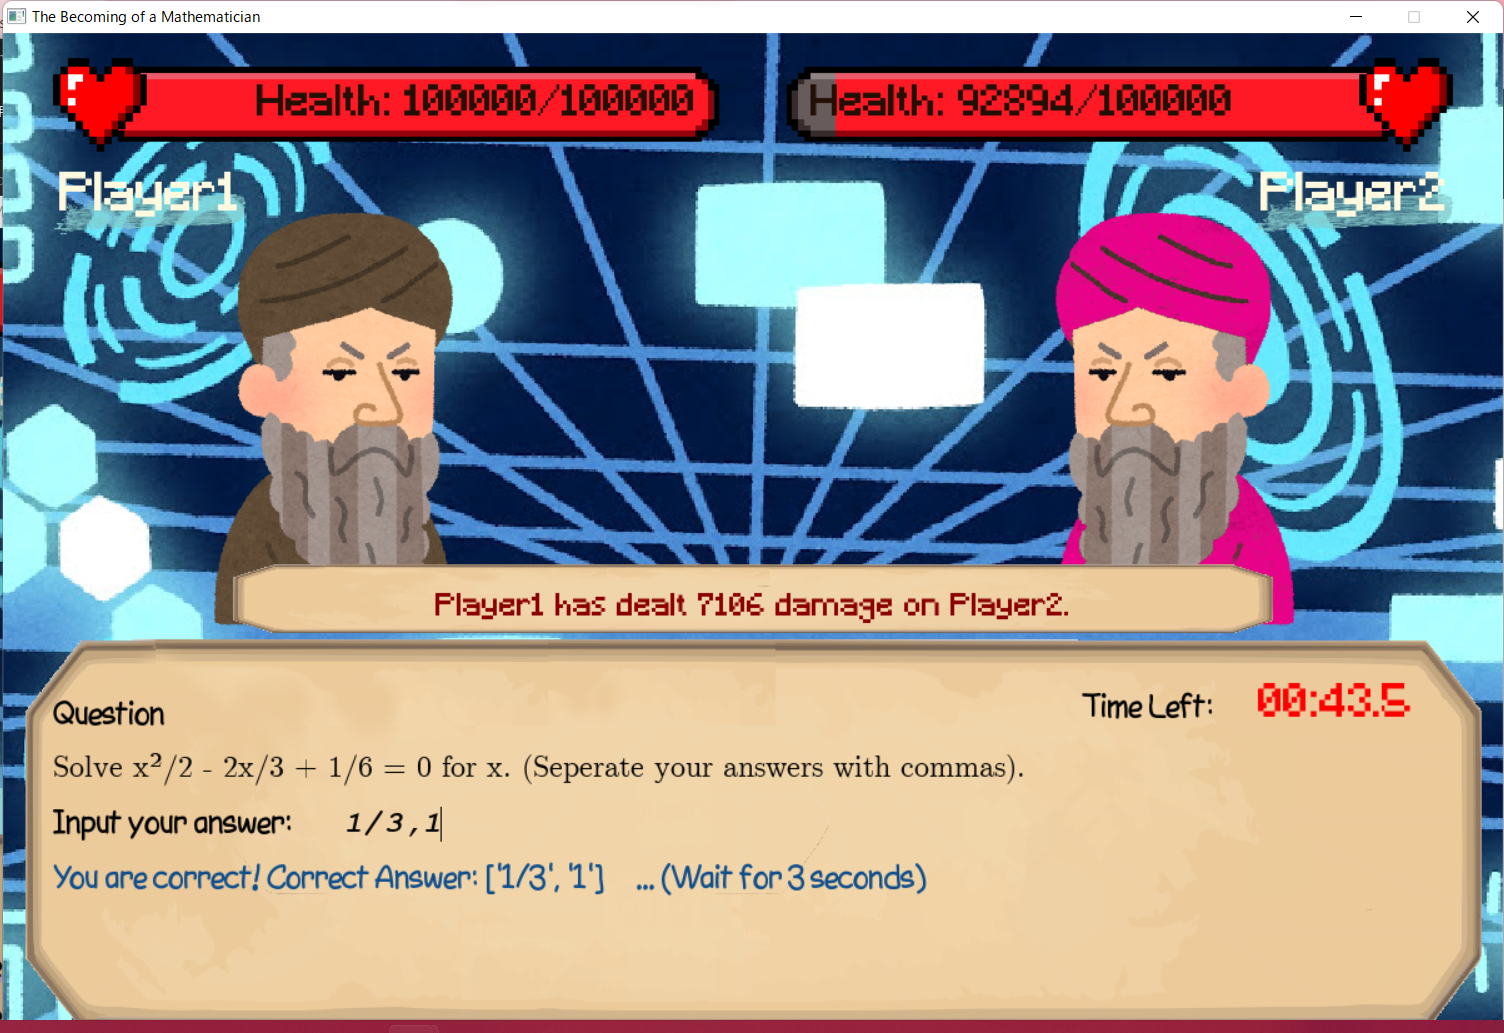 The Becoming of a Mathematician
Health: 100000/100000
Health: 92894/100000
Player1
Player2
Player1 has dealt 7106 damage on Player2.
Question
Time Left: 00:43.5
Solve x²/2 - 2x/3 + 1/6 = 0 for x. (Seperate your answers with commas).
Input your answer: 1/3,1
You are correct! Correct Answer: ['1/3', '1'] ... (Wait for 3 seconds)